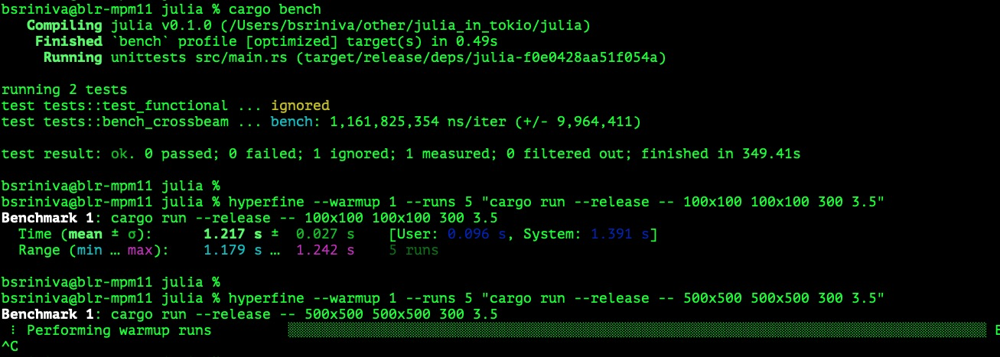 bsriniva@blr-mpm11 julia % cargo bench
Compiling julia v0.1.0 (/Users/bsriniva/other/julia_in_tokio/julia)
Finished `bench` profile [optimized] target(s) in 0.49s
Running unittests src/main.rs (target/release/deps/julia-f0e0428aa51f054a)
running 2 tests
test tests::test_functional ... ignored
test tests::bench_crossbeam ... bench: 1,161,825,354 ns/iter (+/- 9,964,411)
test result: ok. 0 passed; 0 failed; 1 ignored; 1 measured; 0 filtered out; finished in 349.41s
bsriniva@blr-mpm11 julia %
bsriniva@blr-mpm11 julia % hyperfine --warmup 1 --runs 5 "cargo run --release -- 100x100 100x100 300 3.5"
Benchmark 1: cargo run --release -- 100x100 100x100 300 3.5
Time (mean ± σ): 1.217 s ± 0.027 s [User: 0.096 s, System: 1.391 s]
Range (min … max): 1.179 s … 1.242 s 5 runs
bsriniva@blr-mpm11 julia %
bsriniva@blr-mpm11 julia % hyperfine --warmup 1 --runs 5 "cargo run --release -- 500x500 500x500 300 3.5"
Benchmark 1: cargo run --release -- 500x500 500x500 300 3.5
⠇ Performing warmup runs E
^C